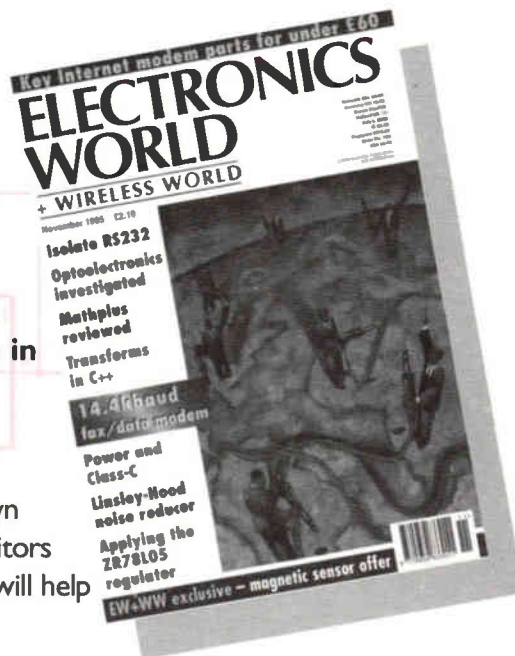 Key Internet modem parts for under £60
ELECTRONICS
WORLD
+ WIRELESS WORLD
November 1995 £2.10
Isolate RS232
Optoelectronics
investigated
Mathplus
reviewed
Transforms
in C++
14.4kbaud
fax/data modem
Power and
Class-C
Linsley-Hood
noise reducer
Applying the
ZR78L05
regulator
EW+WW exclusive – magnetic sensor offer
in
wn
itors
will help